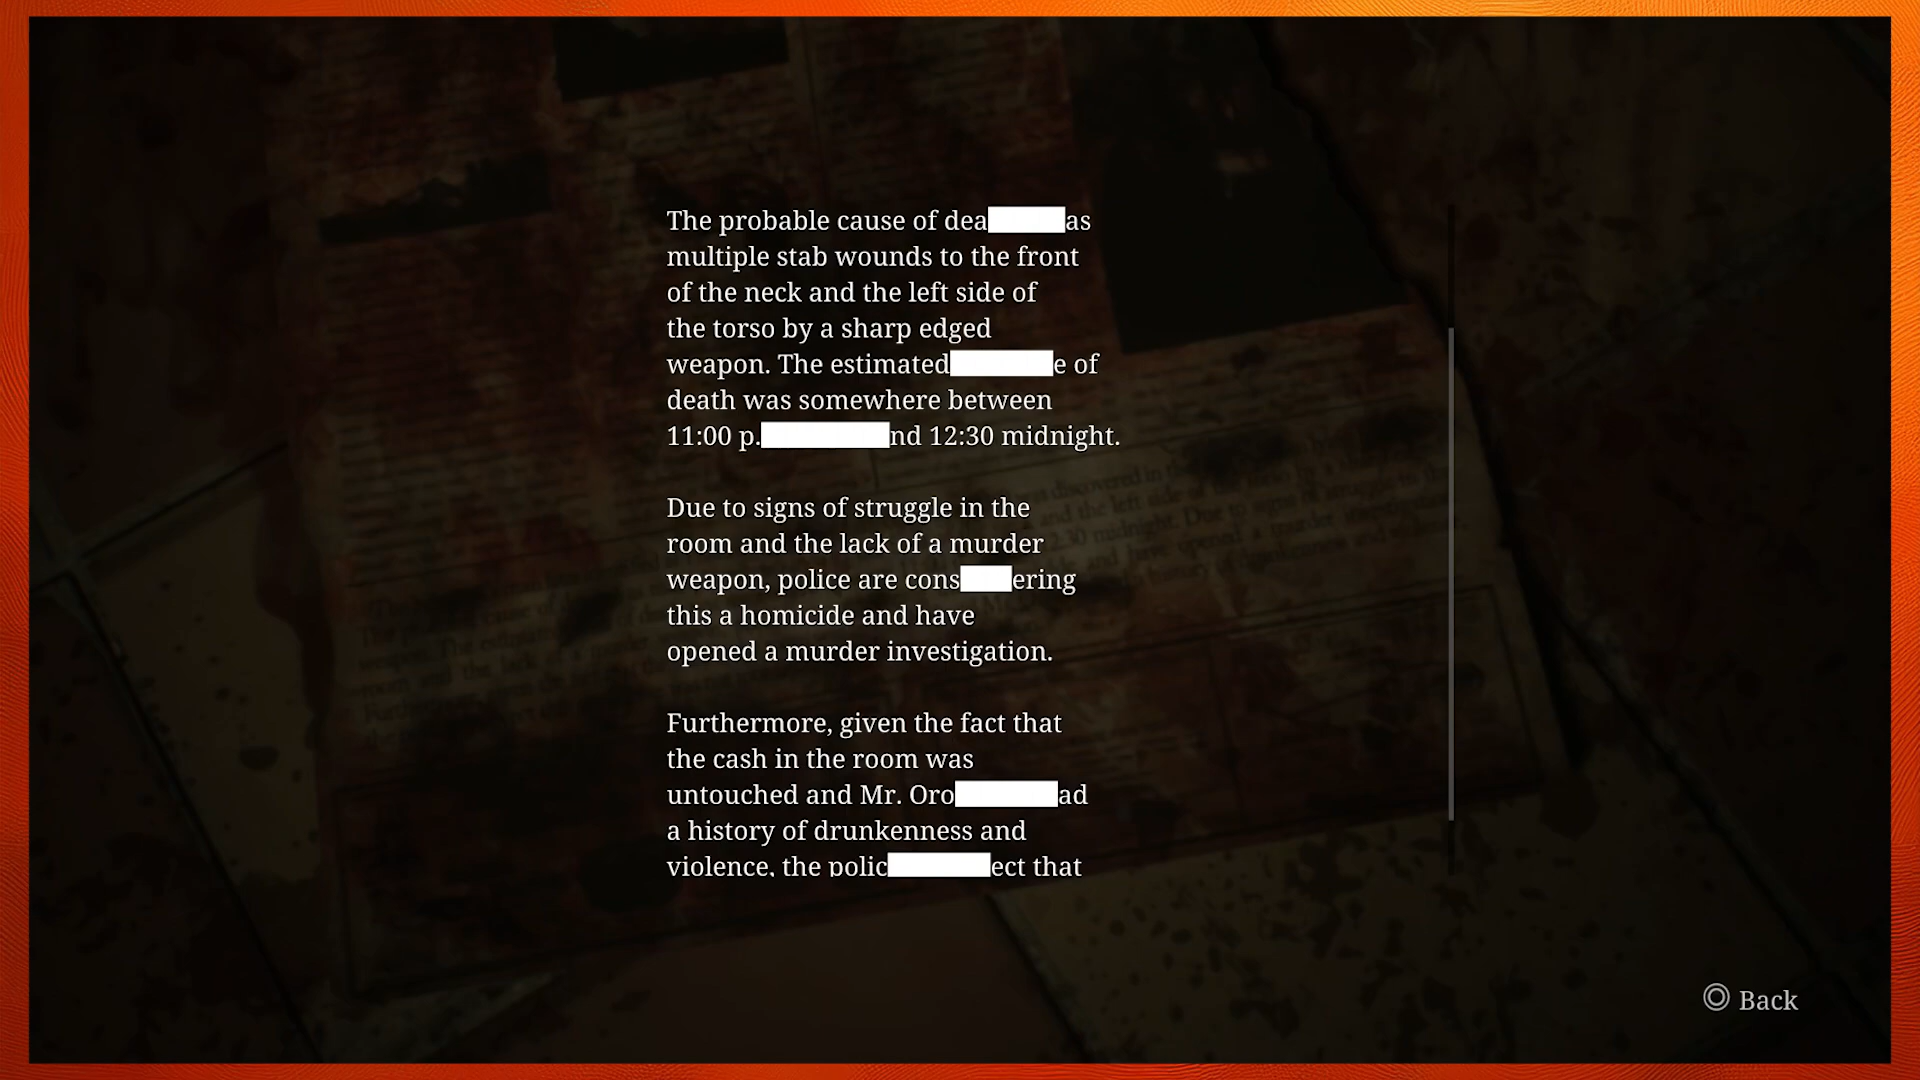 The probable cause of dea█████as
multiple stab wounds to the front
of the neck and the left side of
the torso by a sharp edged
weapon. The estimated███████e of
death was somewhere between
11:00 p.████████nd 12:30 midnight.
Due to signs of struggle in the
room and the lack of a murder
weapon, police are cons███ering
this a homicide and have
opened a murder investigation.
Furthermore, given the fact that
the cash in the room was
untouched and Mr. Oro███████ad
a history of drunkenness and
violence, the polic███████ect that
Back